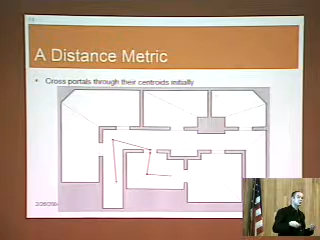 A Distance Metric
• Cross portals through their centroids initially